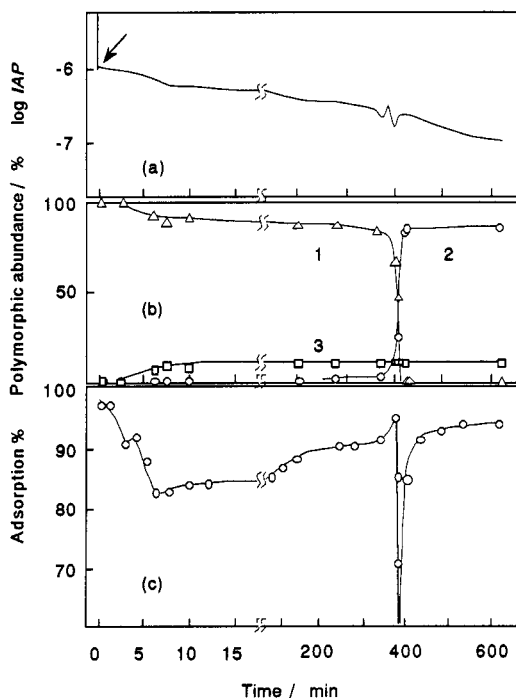 log IAP
-6
-7
(a)
Polymorphic abundance / %
100
50
1
2
3
(b)
Adsorption %
100
90
80
70
(c)
0 5 10 15 200 400 600
Time / min